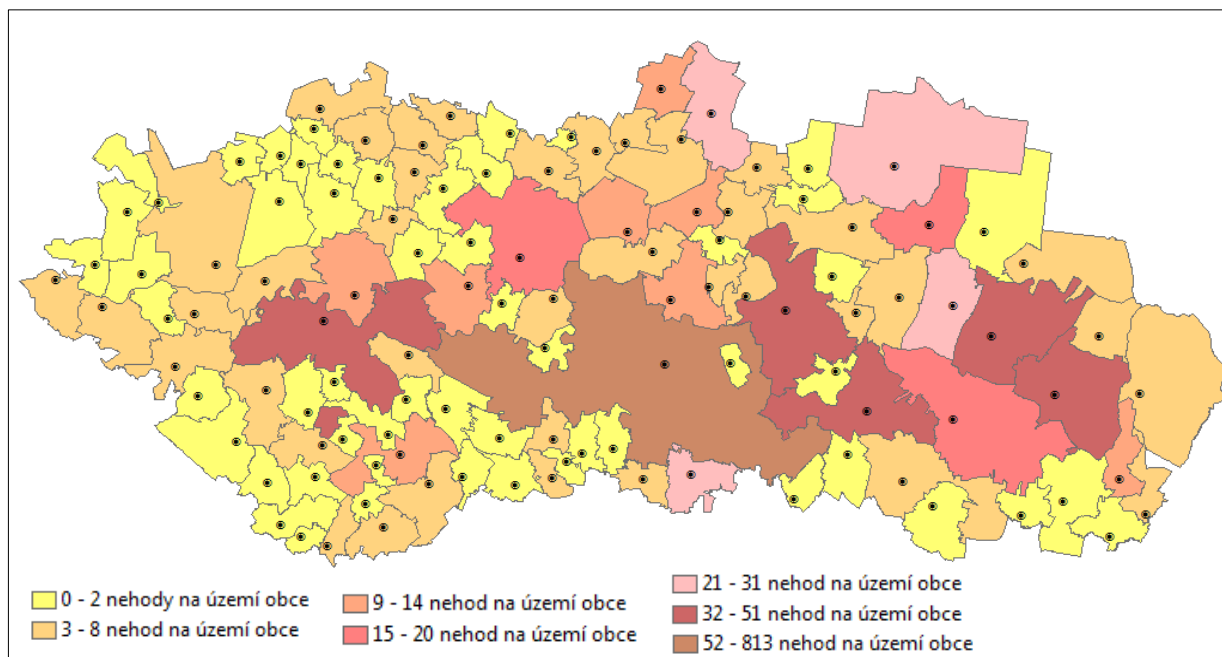 0 - 2 nehody na území obce
3 - 8 nehod na území obce
9 - 14 nehod na území obce
15 - 20 nehod na území obce
21 - 31 nehod na území obce
32 - 51 nehod na území obce
52 - 813 nehod na území obce